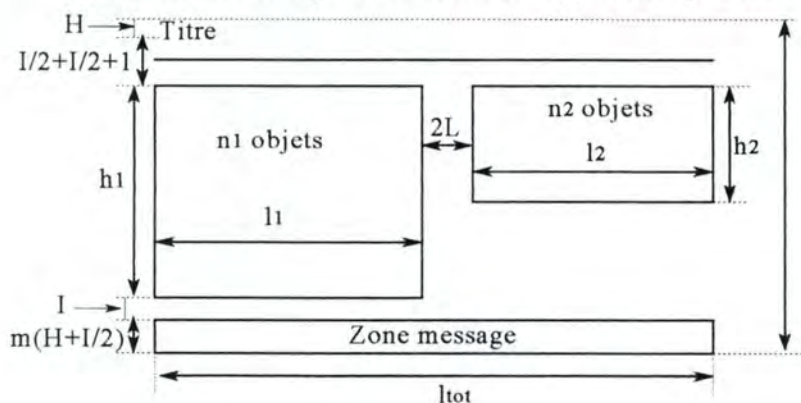 H Titre
I/2+I/2+1
n1 objets
n2 objets
2L
l2
h2
h1
l1
I
m(H+I/2)
Zone message
ltot